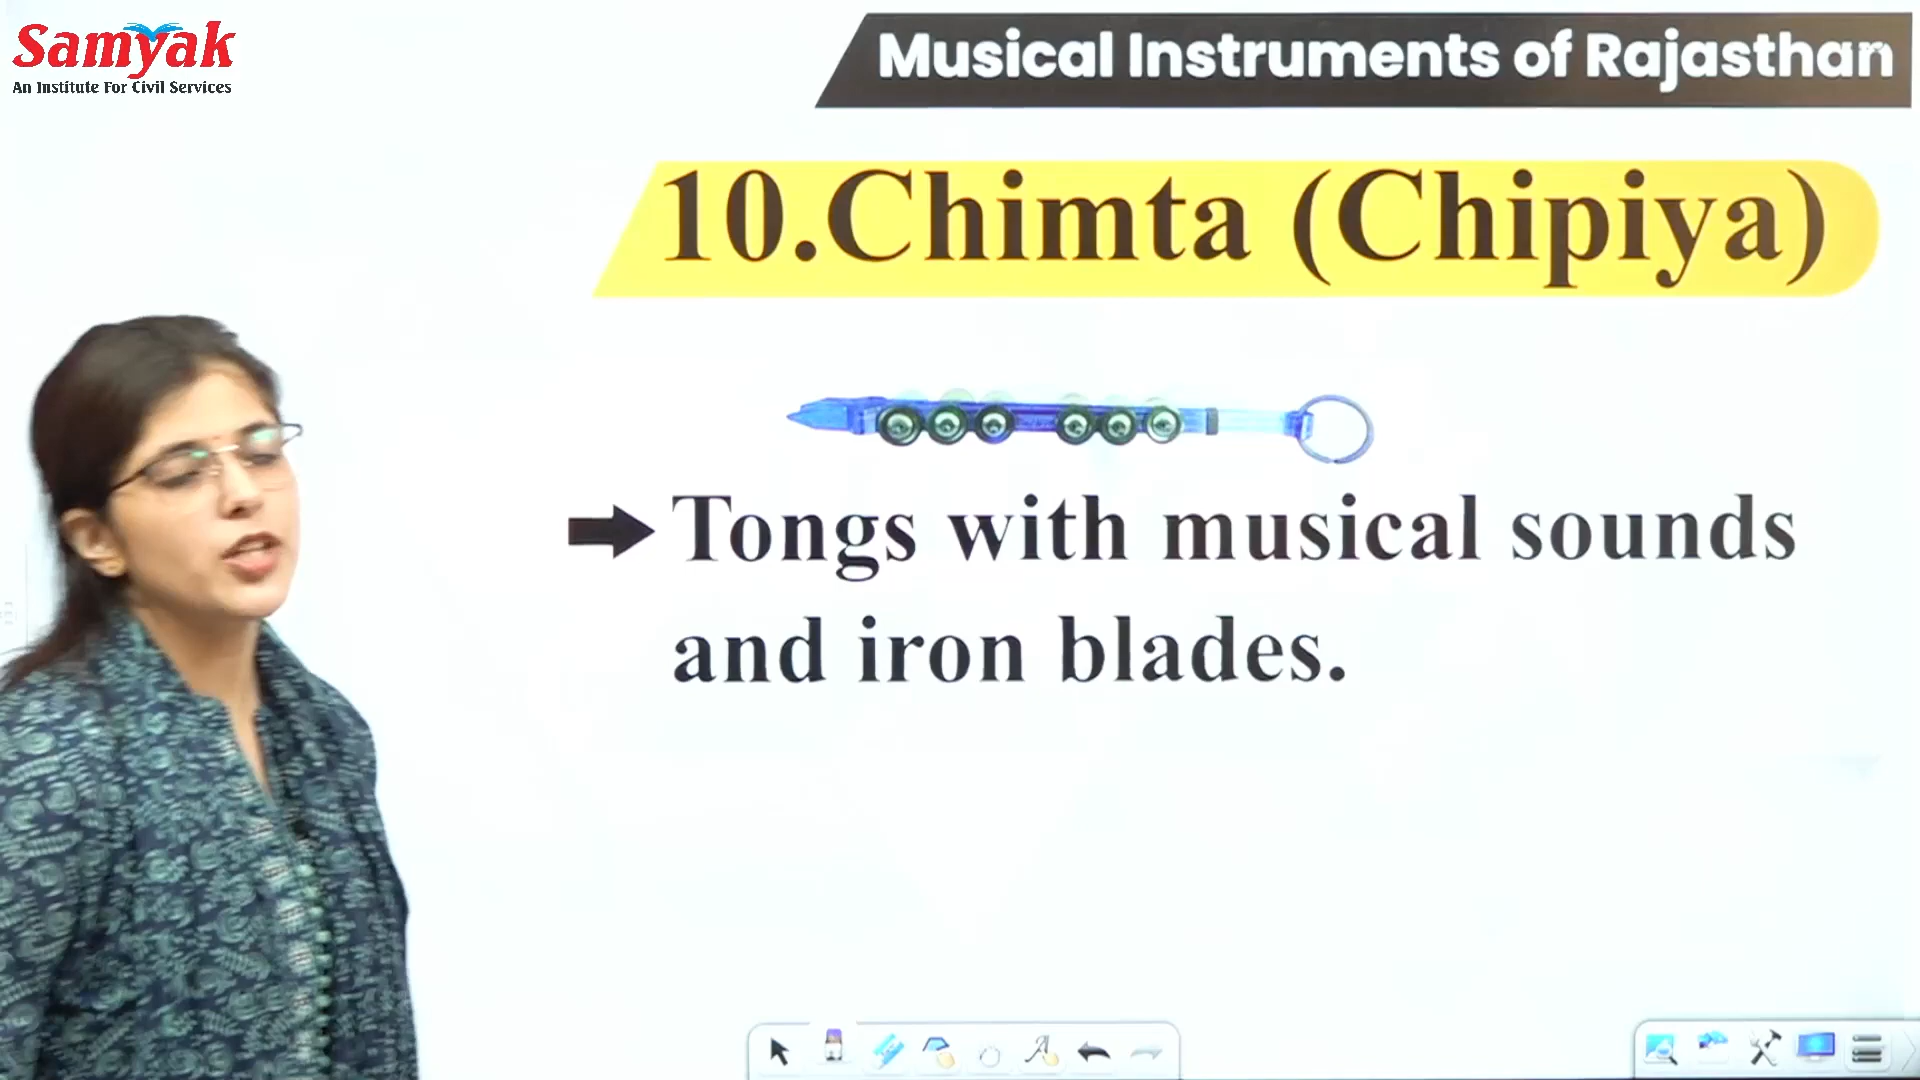 Samyak
An Institute For Civil Services
Musical Instruments of Rajasthan
10.Chimta (Chipiya)
Tongs with musical sounds
and iron blades.